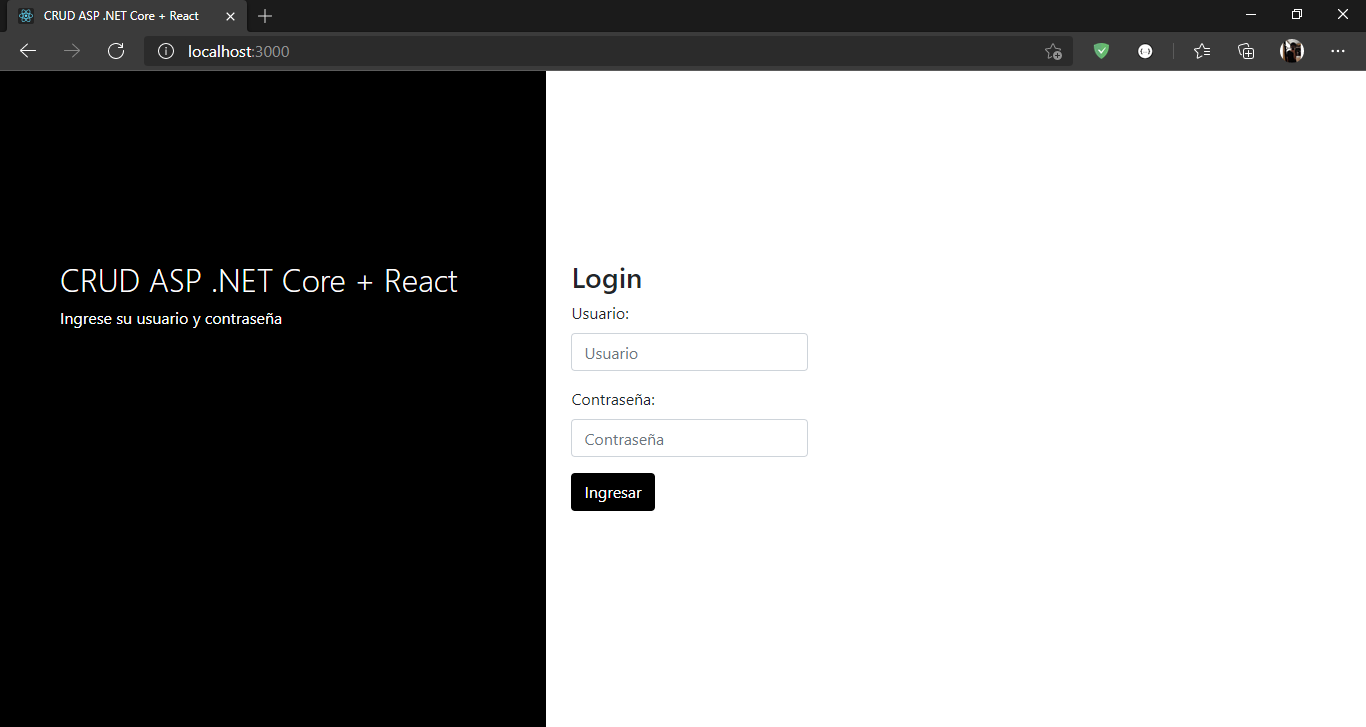 CRUD ASP .NET Core + React
localhost:3000
CRUD ASP .NET Core + React
Ingrese su usuario y contraseña
Login
Usuario:
Usuario
Contraseña:
Contraseña
Ingresar